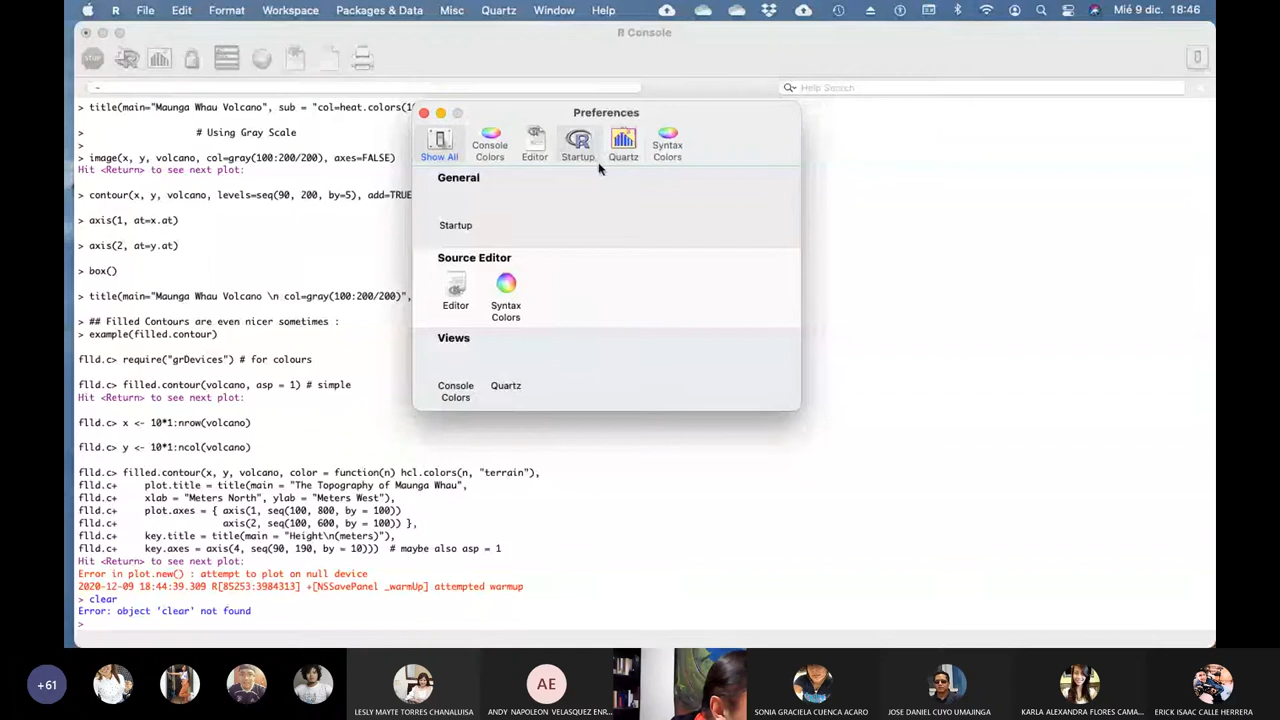 R File Edit Format Workspace Packages & Data Misc Quartz Window Help Mié 9 dic. 18:46
R Console
STOP
~
Help Search
> title(main="Maunga Whau Volcano", sub = "col=heat.colors(1
> # Using Gray Scale
>
> image(x, y, volcano, col=gray(100:200/200), axes=FALSE)
Hit <Return> to see next plot:
> contour(x, y, volcano, levels=seq(90, 200, by=5), add=TRUE
> axis(1, at=x.at)
> axis(2, at=y.at)
> box()
> title(main="Maunga Whau Volcano \n col=gray(100:200/200)",
> ## Filled Contours are even nicer sometimes :
> example(filled.contour)
flld.c> require("grDevices") # for colours
flld.c> filled.contour(volcano, asp = 1) # simple
Hit <Return> to see next plot:
flld.c> x <- 10*1:nrow(volcano)
flld.c> y <- 10*1:ncol(volcano)
flld.c> filled.contour(x, y, volcano, color = function(n) hcl.colors(n, "terrain"),
flld.c+ plot.title = title(main = "The Topography of Maunga Whau",
flld.c+ xlab = "Meters North", ylab = "Meters West"),
flld.c+ plot.axes = { axis(1, seq(100, 800, by = 100))
flld.c+ axis(2, seq(100, 600, by = 100)) },
flld.c+ key.title = title(main = "Height\n(meters)"),
flld.c+ key.axes = axis(4, seq(90, 190, by = 10))) # maybe also asp = 1
Hit <Return> to see next plot:
Error in plot.new() : attempt to plot on null device
2020-12-09 18:44:39.309 R[85253:3984313] +[NSSavePanel _warmUp] attempted warmup
> clear
Error: object 'clear' not found
>
Preferences
Show All
Console Colors
Editor
Startup
Quartz
Syntax Colors
General
Startup
Source Editor
Editor
Syntax Colors
Views
Console Colors
Quartz
+61
LESLY MAYTE TORRES CHANALUISA
AE
ANDY NAPOLEON VELASQUEZ ENR...
SONIA GRACIELA CUENCA ACARO
JOSE DANIEL CUYO UMAJINGA
KARLA ALEXANDRA FLORES CAMA...
ERICK ISAAC CALLE HERRERA